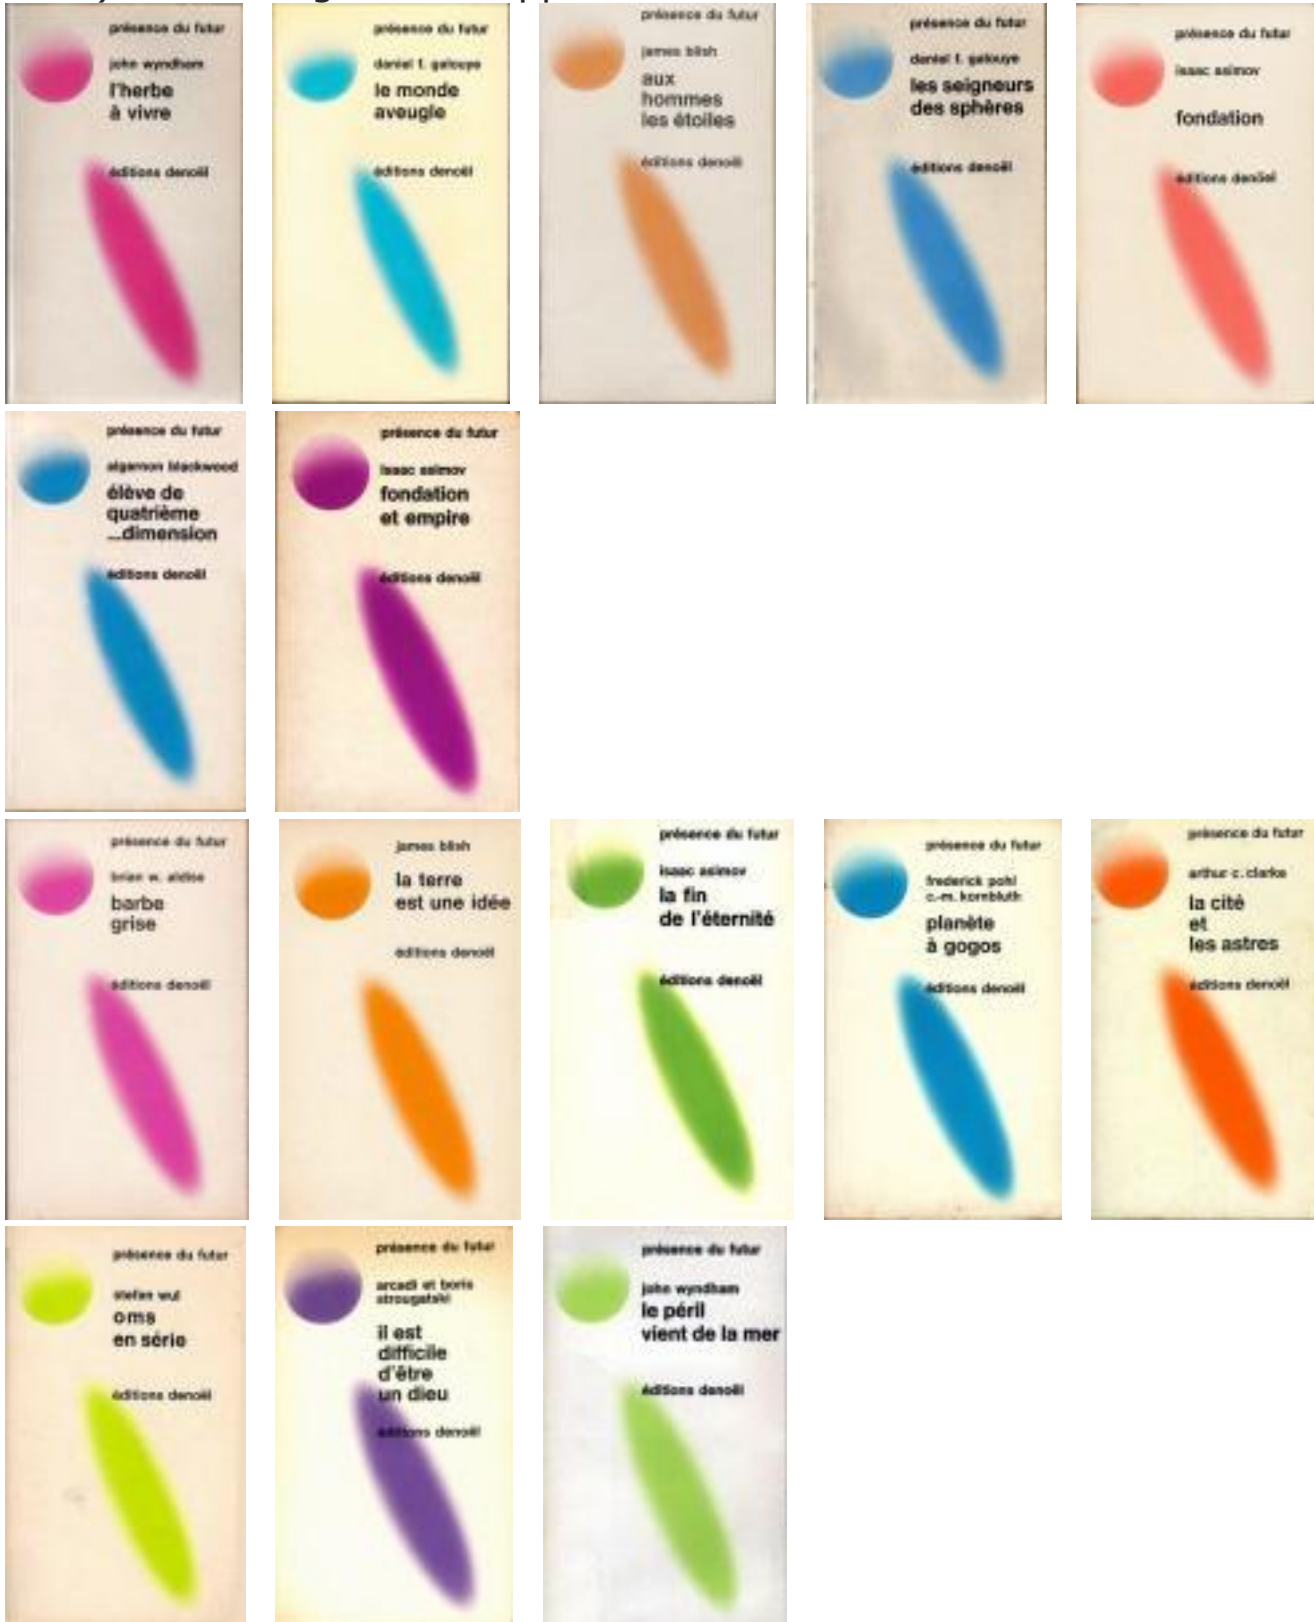 présence du futur
john wyndham
l'herbe
à vivre
éditions denoël
présence du futur
daniel f. galouye
le monde
aveugle
éditions denoël
présence du futur
james blish
aux
hommes
les étoiles
éditions denoël
présence du futur
daniel f. galouye
les seigneurs
des sphères
éditions denoël
présence du futur
isaac asimov
fondation
éditions denöel
présence du futur
algernon blackwood
élève de
quatrième
...dimension
éditions denoël
présence du futur
isaac asimov
fondation
et empire
éditions denoël
présence du futur
brian w. aldiss
barbe
grise
éditions denoël
james blish
la terre
est une idée
éditions denoël
présence du futur
isaac asimov
la fin
de l'éternité
éditions denoël
présence du futur
frederick pohl
c.-m. kornbluth
planète
à gogos
éditions denoël
présence du futur
arthur c. clarke
la cité
et
les astres
éditions denoël
présence du futur
stefan wul
oms
en série
éditions denoël
présence du futur
arcadi et boris
strougatski
il est
difficile
d'être
un dieu
éditions denoël
présence du futur
john wyndham
le péril
vient de la mer
éditions denoël